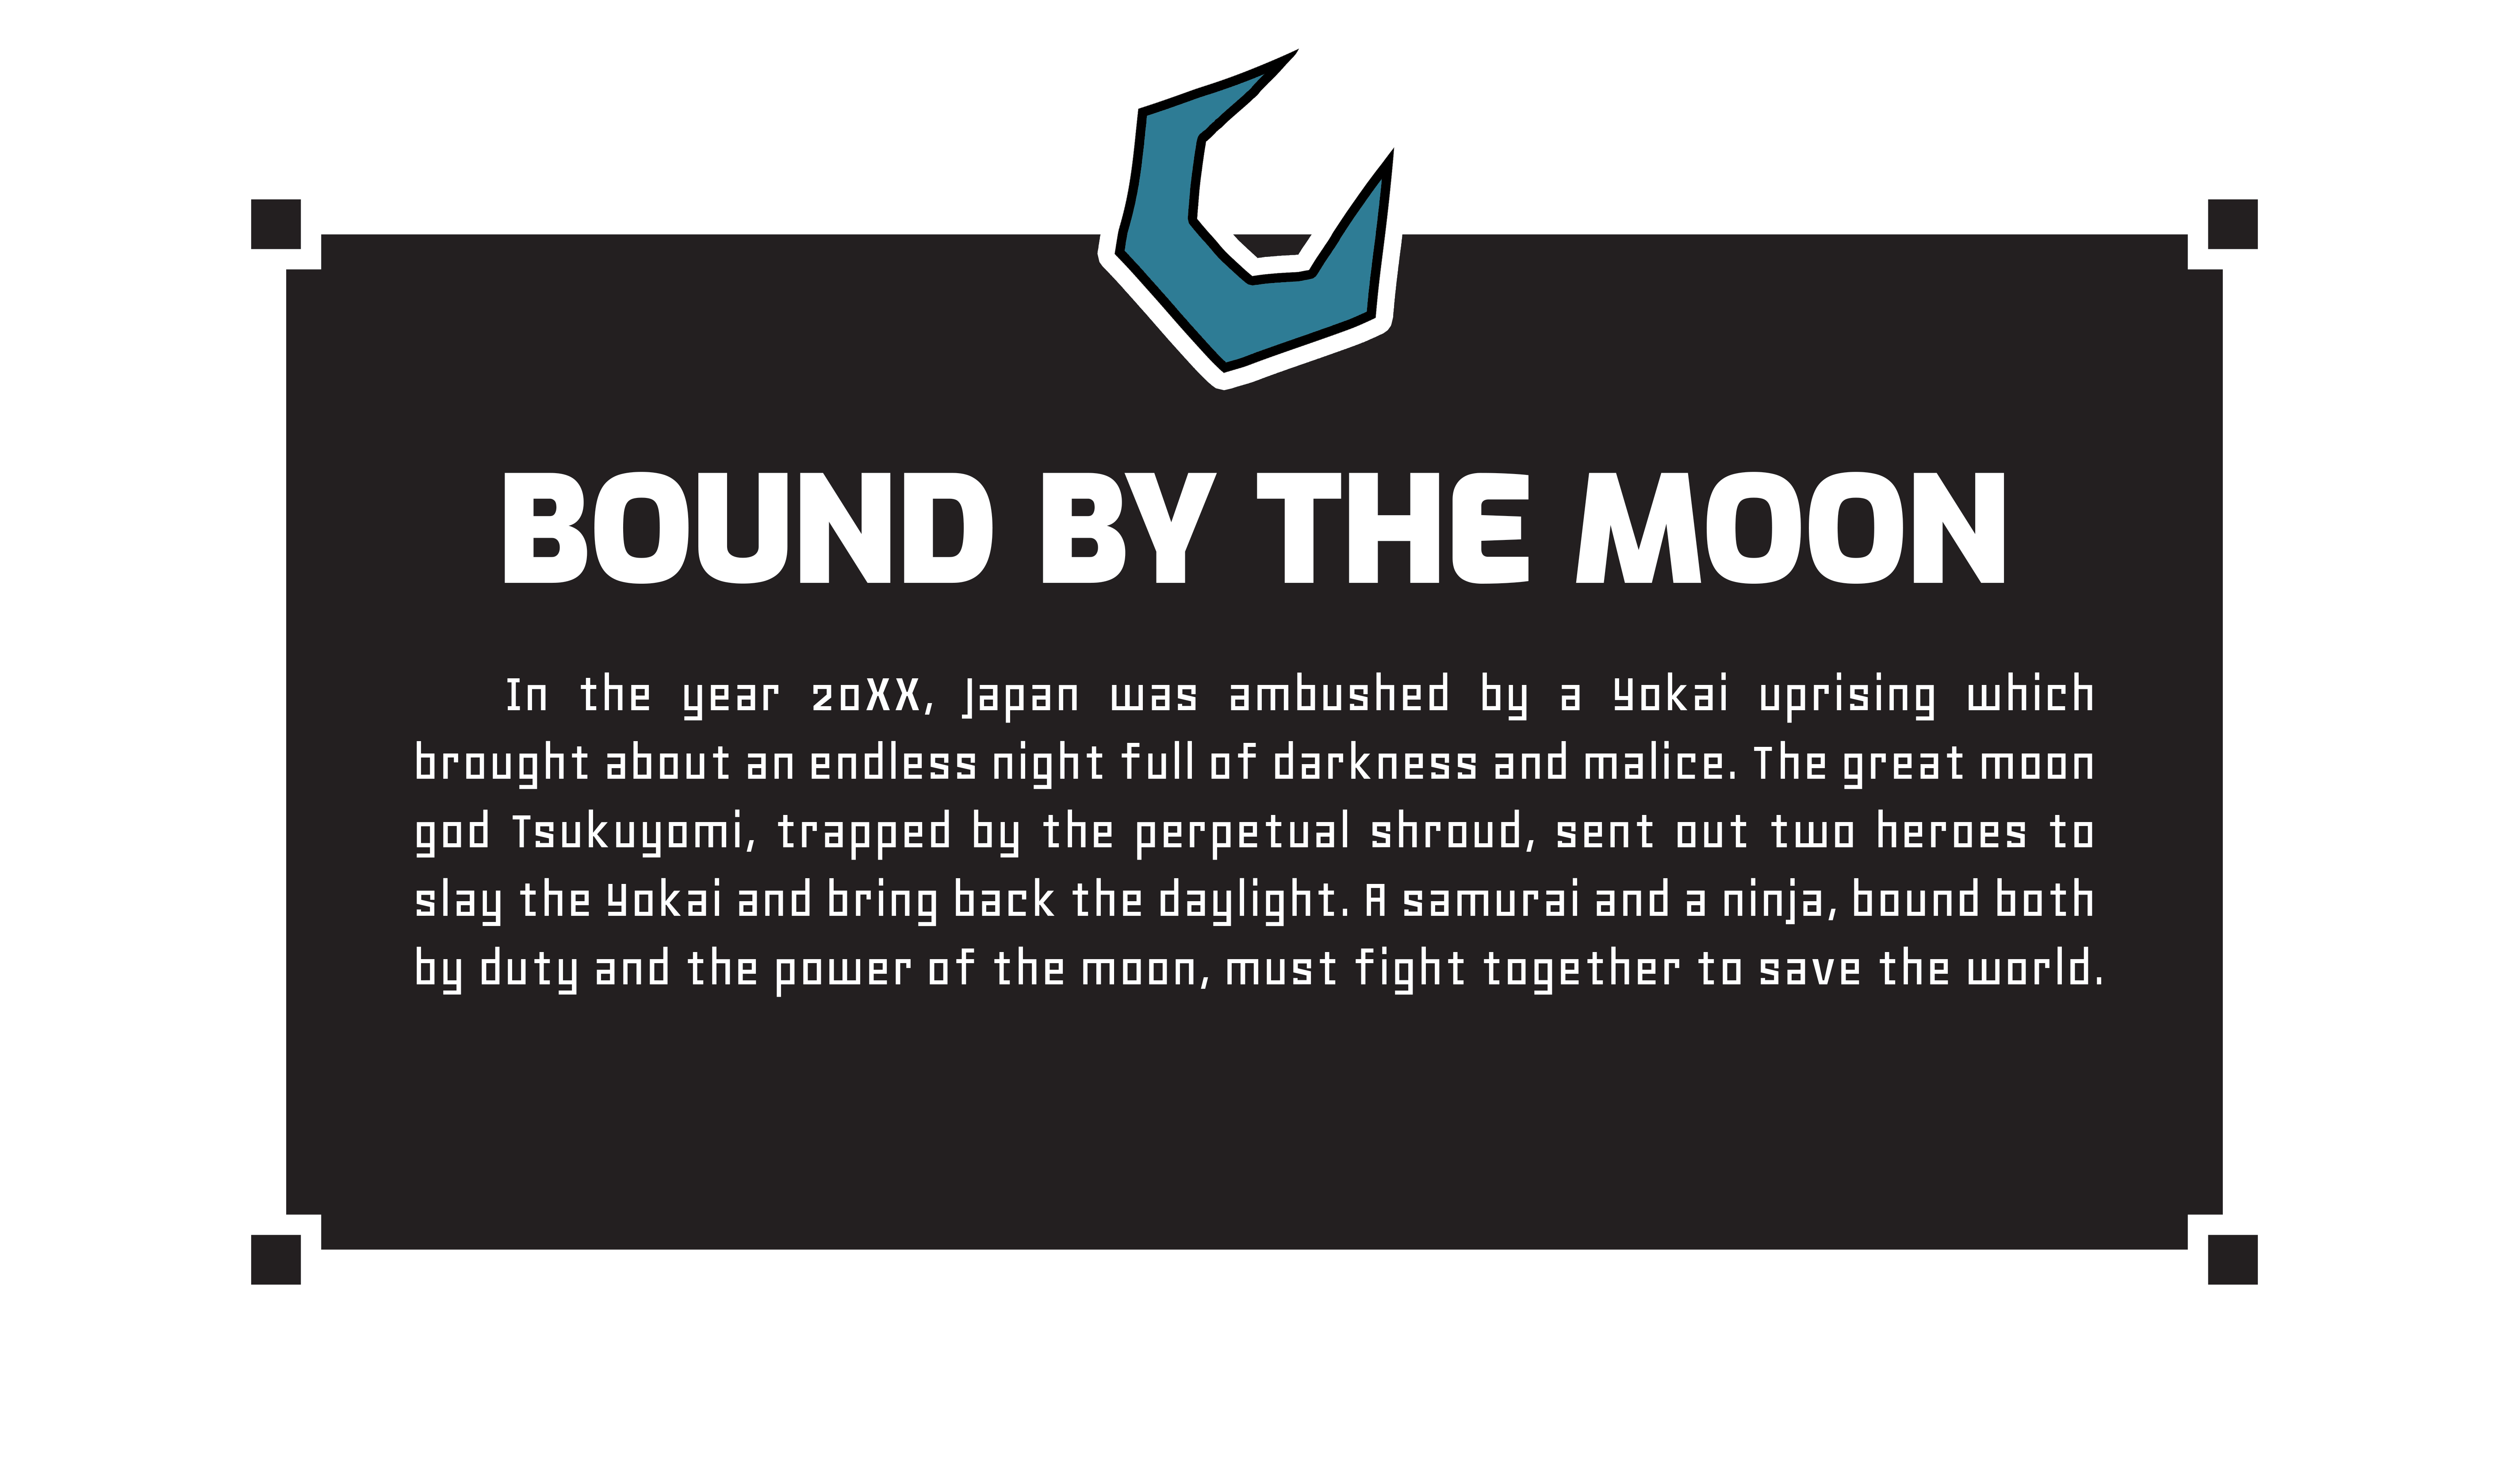 BOUND BY THE MOON
In the year 20XX, Japan was ambushed by a Yokai uprising which
brought about an endless night full of darkness and malice. The great moon
god Tsukuyomi, trapped by the perpetual shroud, sent out two heroes to
slay the Yokai and bring back the daylight. A samurai and a ninja, bound both
by duty and the power of the moon, must fight together to save the world.